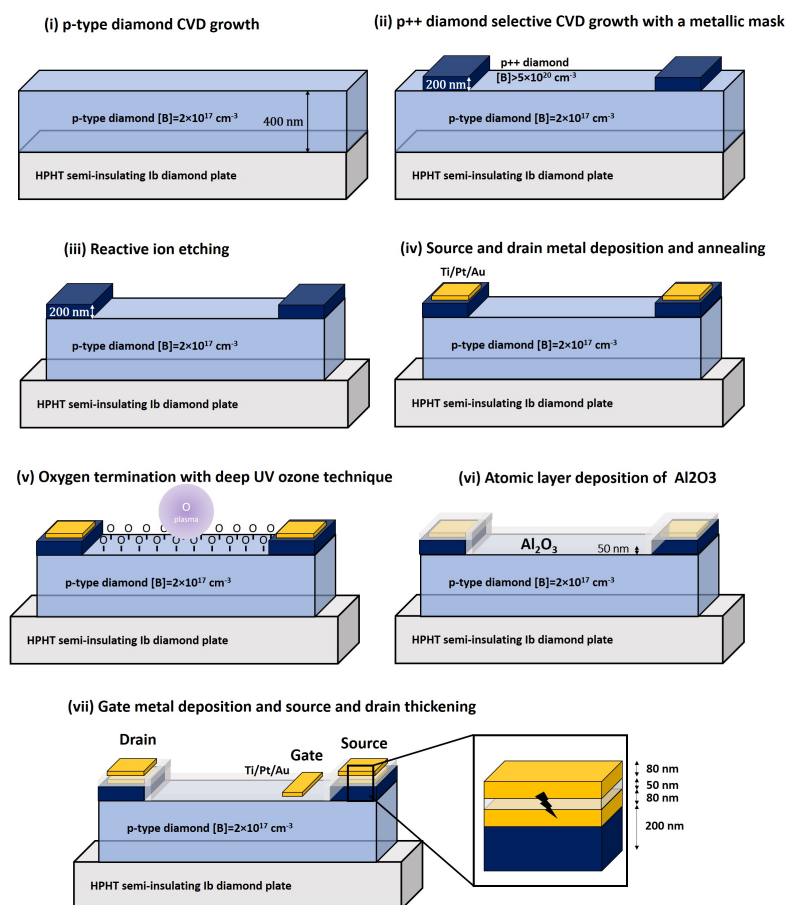 (i) p-type diamond CVD growth
p-type diamond [B]=2×10¹⁷ cm⁻³
400 nm
HPHT semi-insulating Ib diamond plate
(ii) p++ diamond selective CVD growth with a metallic mask
p++ diamond
[B]>5×10²⁰ cm⁻³
200 nm
p-type diamond [B]=2×10¹⁷ cm⁻³
HPHT semi-insulating Ib diamond plate
(iii) Reactive ion etching
200 nm
p-type diamond [B]=2×10¹⁷ cm⁻³
HPHT semi-insulating Ib diamond plate
(iv) Source and drain metal deposition and annealing
Ti/Pt/Au
p-type diamond [B]=2×10¹⁷ cm⁻³
HPHT semi-insulating Ib diamond plate
(v) Oxygen termination with deep UV ozone technique
O
plasma
O O O O O O O O
O O O O O O O O O
p-type diamond [B]=2×10¹⁷ cm⁻³
HPHT semi-insulating Ib diamond plate
(vi) Atomic layer deposition of Al2O3
Al₂O₃
50 nm
p-type diamond [B]=2×10¹⁷ cm⁻³
HPHT semi-insulating Ib diamond plate
(vii) Gate metal deposition and source and drain thickening
Drain
Ti/Pt/Au
Gate
Source
p-type diamond [B]=2×10¹⁷ cm⁻³
HPHT semi-insulating Ib diamond plate
80 nm
50 nm
80 nm
200 nm